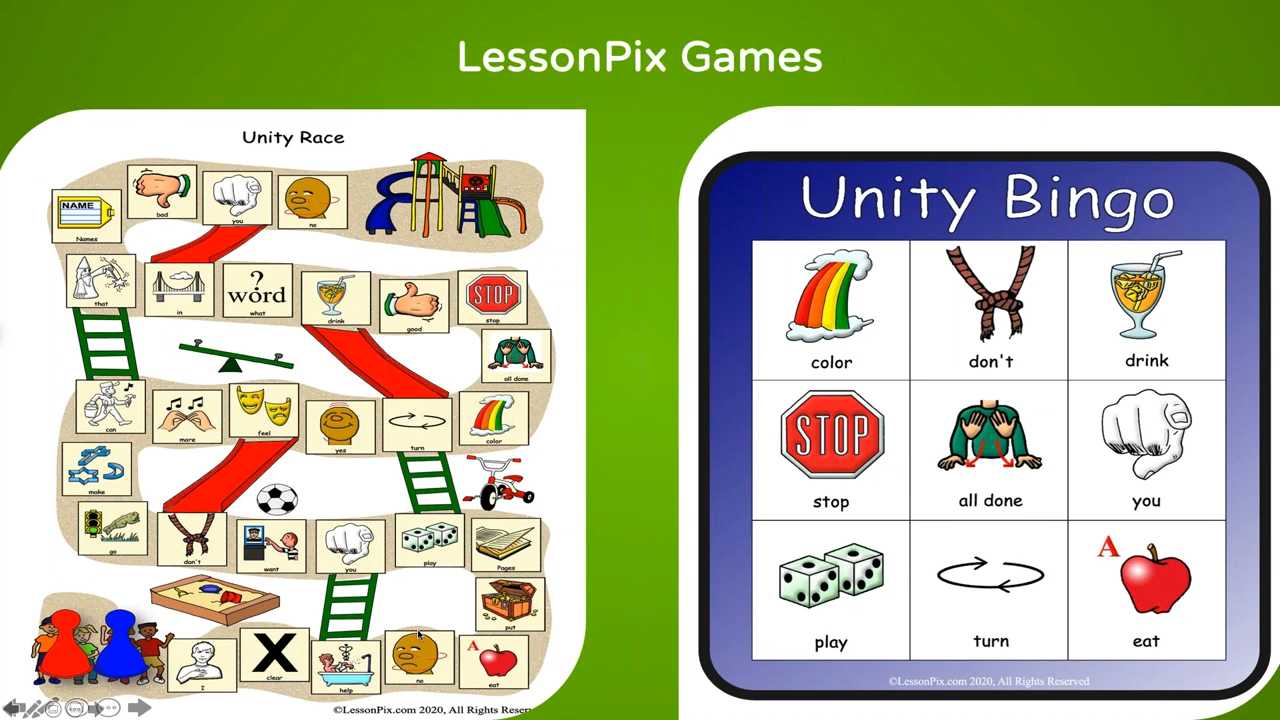 LessonPix Games
Unity Race
NAME
Names
bad
you
no
that
in
?
word
what
drink
good
STOP
stop
all done
can
more
feel
yes
turn
color
make
go
don't
want
you
play
Pages
put
I
X
clear
help
no
A
eat
©LessonPix.com 2020, All Rights Reserv
Unity Bingo
color
don't
drink
STOP
stop
all done
you
play
turn
A
eat
©LessonPix.com 2020, All Rights Reserved